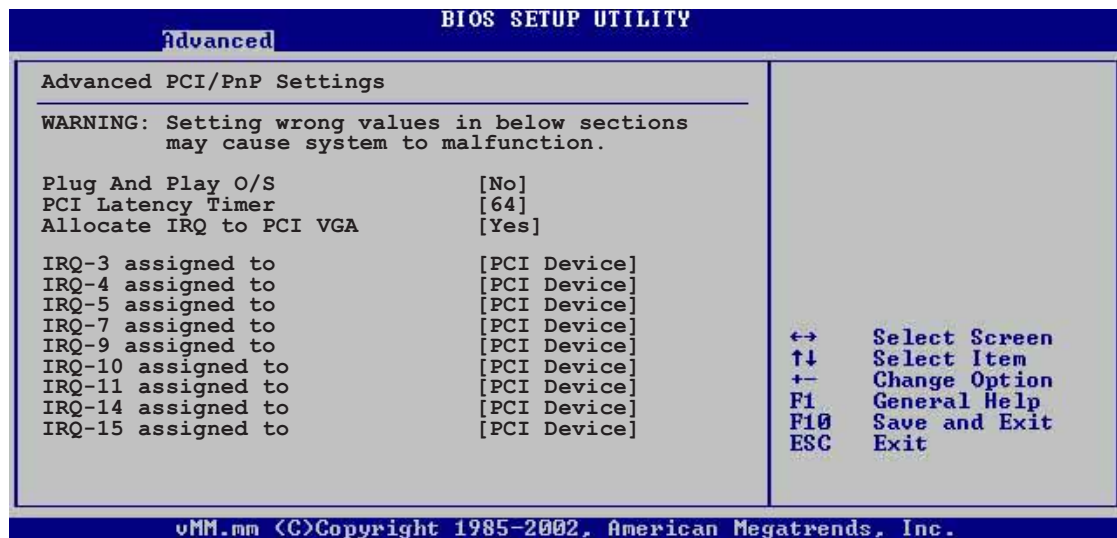 BIOS SETUP UTILITY
Advanced
Advanced PCI/PnP Settings
WARNING: Setting wrong values in below sections
may cause system to malfunction.
Plug And Play O/S [No]
PCI Latency Timer [64]
Allocate IRQ to PCI VGA [Yes]
IRQ-3 assigned to [PCI Device]
IRQ-4 assigned to [PCI Device]
IRQ-5 assigned to [PCI Device]
IRQ-7 assigned to [PCI Device]
IRQ-9 assigned to [PCI Device]
IRQ-10 assigned to [PCI Device]
IRQ-11 assigned to [PCI Device]
IRQ-14 assigned to [PCI Device]
IRQ-15 assigned to [PCI Device]
←→ Select Screen
↑↓ Select Item
+- Change Option
F1 General Help
F10 Save and Exit
ESC Exit
vMM.mm (C)Copyright 1985-2002, American Megatrends, Inc.